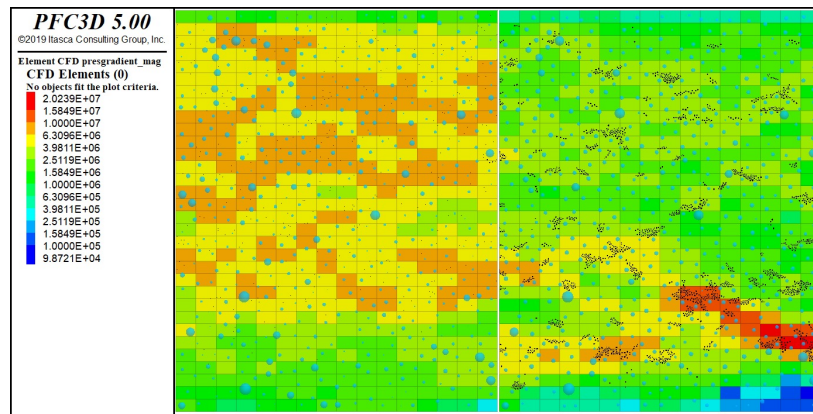 PFC3D 5.00
©2019 Itasca Consulting Group, Inc.
Element CFD presgradient_mag
CFD Elements (0)
No objects fit the plot criteria.
2.0239E+07
1.5849E+07
1.0000E+07
6.3096E+06
3.9811E+06
2.5119E+06
1.5849E+06
1.0000E+06
6.3096E+05
3.9811E+05
2.5119E+05
1.5849E+05
1.0000E+05
9.8721E+04